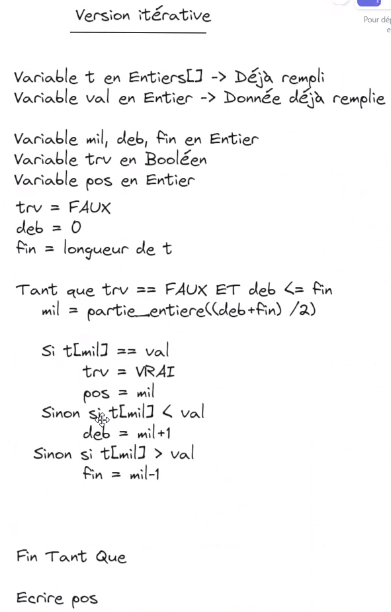 Version itérative
Pour dép
e
Variable t en Entiers[] -> Déjà rempli
Variable val en Entier -> Donnée déjà remplie
Variable mil, deb, fin en Entier
Variable trv en Booléen
Variable pos en Entier
trv = FAUX
deb = 0
fin = longueur de t
Tant que trv == FAUX ET deb <= fin
mil = partie_entiere((deb+fin) /2)
Si t[mil] == val
trv = VRAI
pos = mil
Sinon si t[mil] < val
deb = mil+1
Sinon si t[mil] > val
fin = mil-1
Fin Tant Que
Ecrire pos